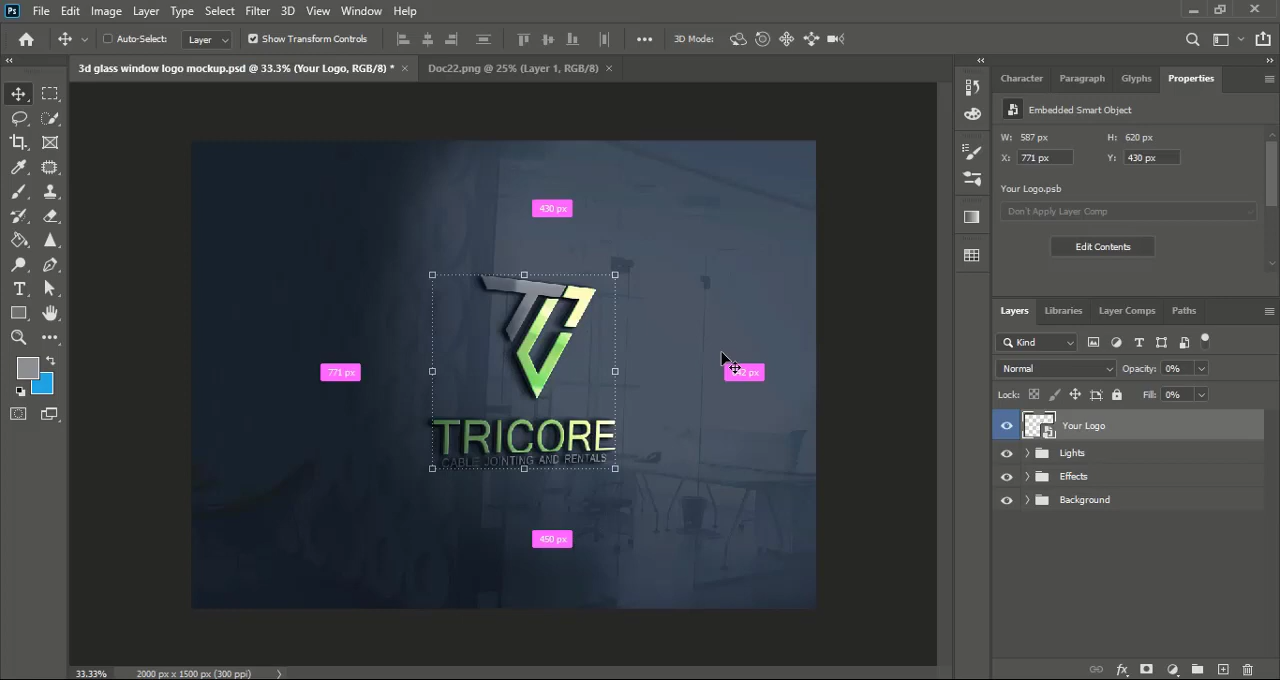 Ps File Edit Image Layer Type Select Filter 3D View Window Help
Auto-Select: Layer Show Transform Controls 3D Mode:
3d glass window logo mockup.psd @ 33.3% (Your Logo, RGB/8) * Doc22.png @ 25% (Layer 1, RGB/8)
Character Paragraph Glyphs Properties
Embedded Smart Object
W: 587 px H: 620 px
X: 771 px Y: 430 px
Your Logo.psb
Don't Apply Layer Comp
Edit Contents
430 px
771 px
px
TRICORE
CABLE JOINTING AND RENTALS
450 px
Layers Libraries Layer Comps Paths
Kind
Normal Opacity: 0%
Lock: Fill: 0%
Your Logo
Lights
Effects
Background
33.33% 2000 px x 1500 px (300 ppi)